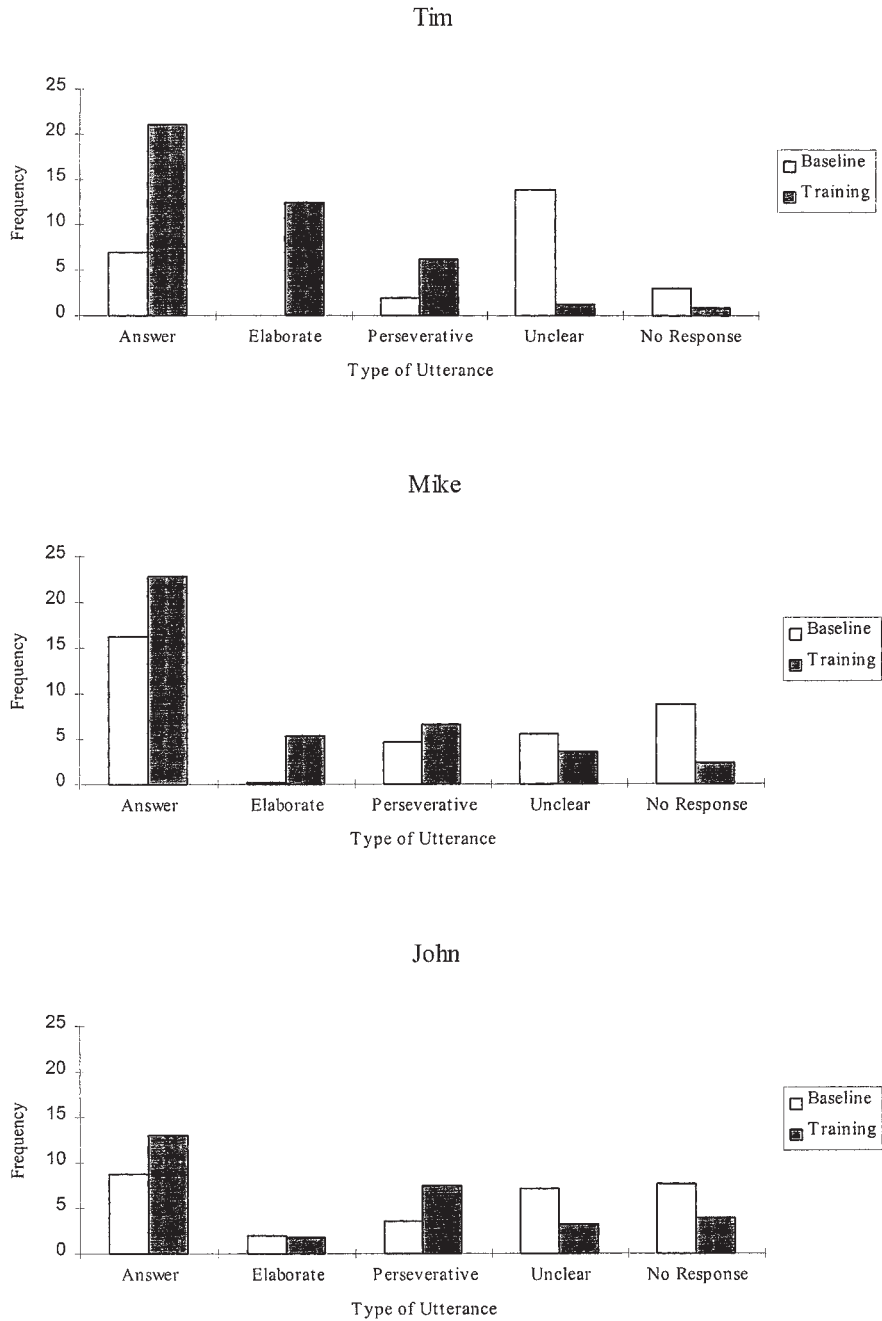 Tim
25
20
15
10
5
0
Frequency
Answer Elaborate Perseverative Unclear No Response
Type of Utterance
Baseline
Training
Mike
25
20
15
10
5
0
Frequency
Answer Elaborate Perseverative Unclear No Response
Type of Utterance
Baseline
Training
John
25
20
15
10
5
0
Frequency
Answer Elaborate Perseverative Unclear No Response
Type of Utterance
Baseline
Training